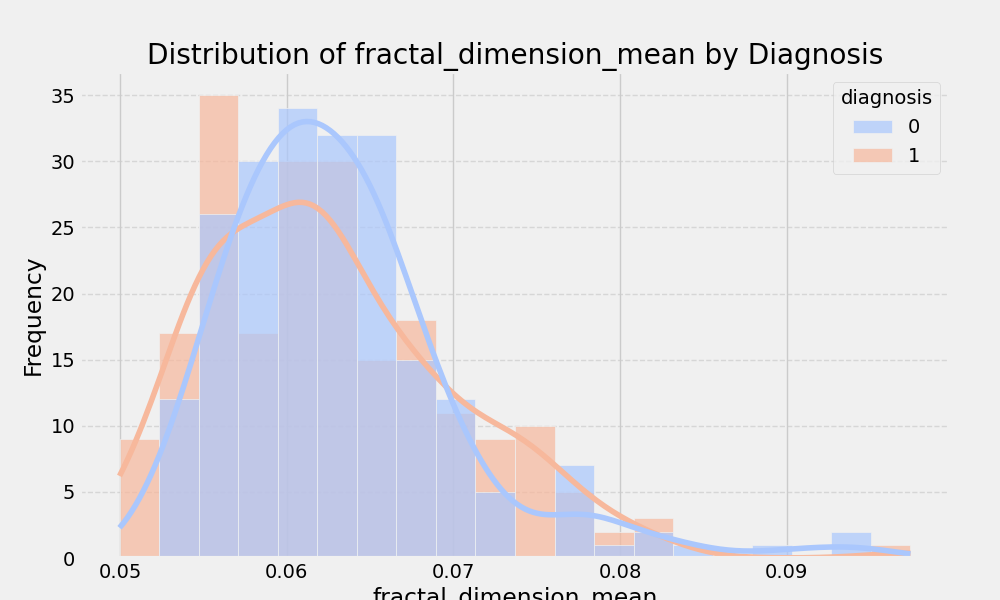 Distribution of fractal_dimension_mean by Diagnosis
diagnosis
0
1
Frequency
35
30
25
20
15
10
5
0
0.05 0.06 0.07 0.08 0.09
fractal_dimension_mean